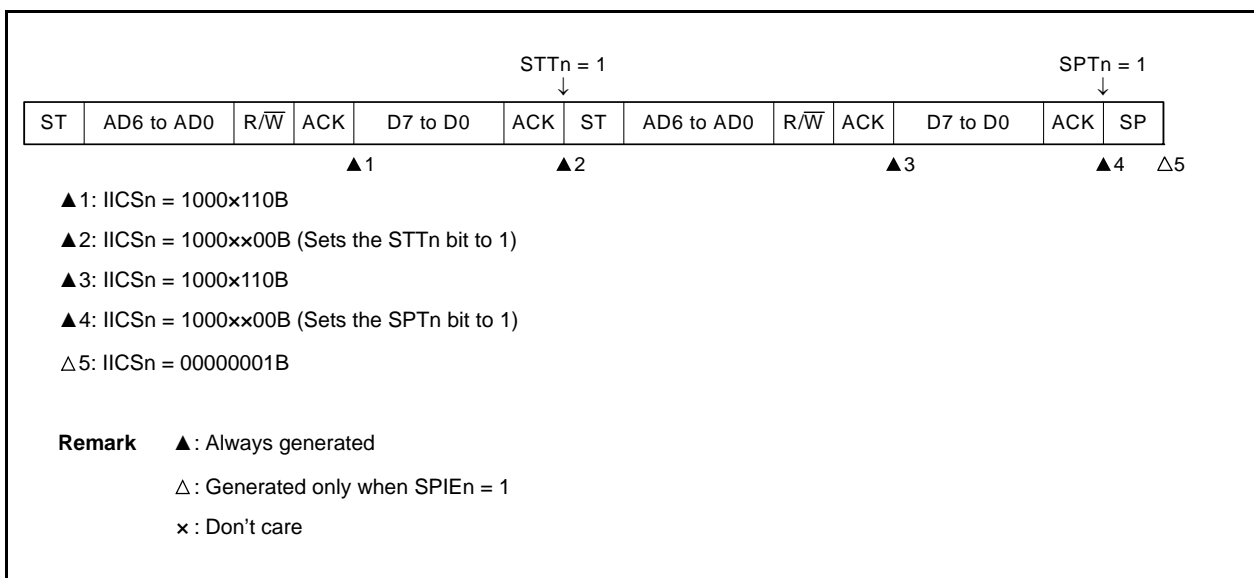 STTn = 1 SPTn = 1
↓ ↓
ST AD6 to AD0 R/W̅ ACK D7 to D0 ACK ST AD6 to AD0 R/W̅ ACK D7 to D0 ACK SP
▲1 ▲2 ▲3 ▲4 △5
▲1: IICSn = 1000×110B
▲2: IICSn = 1000××00B (Sets the STTn bit to 1)
▲3: IICSn = 1000×110B
▲4: IICSn = 1000××00B (Sets the SPTn bit to 1)
△5: IICSn = 00000001B
Remark ▲: Always generated
△: Generated only when SPIEn = 1
×: Don't care